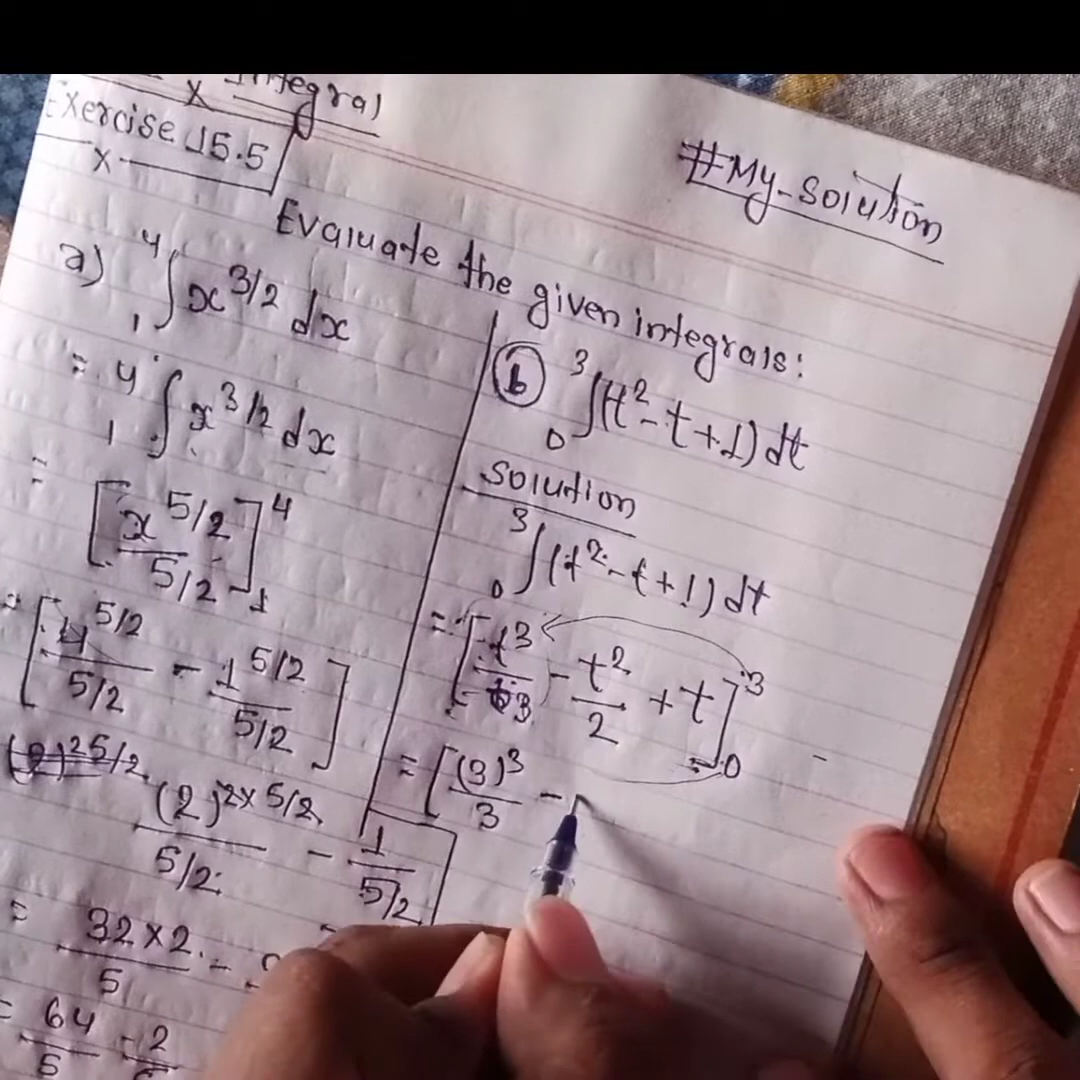 Integral
Exercise 15.5
#My-Solution
Evaluate the given integrals:
a) ₁⁴∫ x^3/2 dx
= ₁⁴∫ x^3/2 dx
= [x^5/2 / 5/2]₁⁴
= [4^5/2 / 5/2 - 1^5/2 / 5/2]
(2)^2×5/2 / 5/2 - 1 / 5/2
= 32×2 / 5 -
= 64/5 - 2
b ₀³∫(t²-t+1)dt
Solution
₀³∫(t²-t+1)dt
= [t³/3 - t²/2 + t]₀³
= [(3)³/3 -